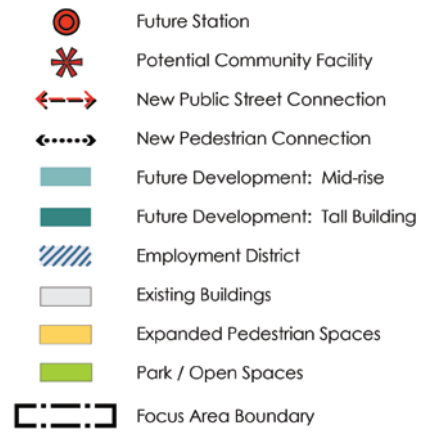 Future Station
Potential Community Facility
New Public Street Connection
New Pedestrian Connection
Future Development: Mid-rise
Future Development: Tall Building
Employment District
Existing Buildings
Expanded Pedestrian Spaces
Park / Open Spaces
Focus Area Boundary